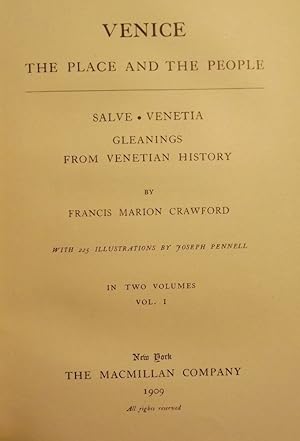 VENICE
THE PLACE AND THE PEOPLE
SALVE • VENETIA
GLEANINGS
FROM VENETIAN HISTORY
BY
FRANCIS MARION CRAWFORD
WITH 225 ILLUSTRATIONS BY JOSEPH PENNELL
IN TWO VOLUMES
VOL. I
New York
THE MACMILLAN COMPANY
1909
All rights reserved